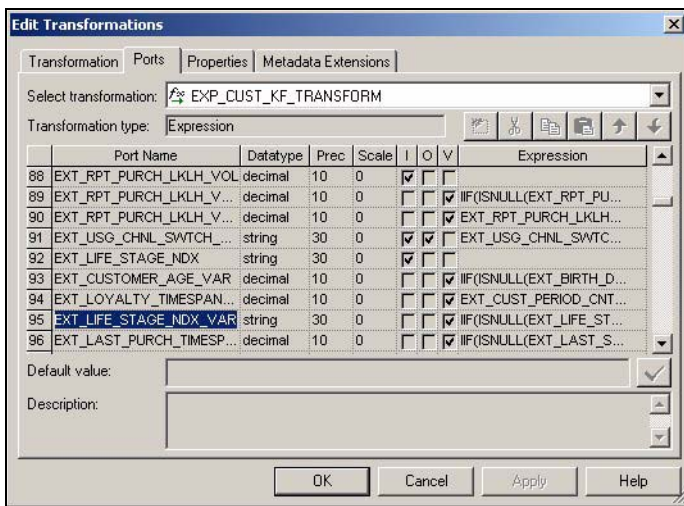 Edit Transformations
Transformation Ports Properties Metadata Extensions
Select transformation: EXP_CUST_KF_TRANSFORM
Transformation type: Expression
Port Name Datatype Prec Scale I O V Expression
88 EXT_RPT_PURCH_LKLH_VOL decimal 10 0
89 EXT_RPT_PURCH_LKLH_V... decimal 10 0 IIF(ISNULL(EXT_RPT_PU...
90 EXT_RPT_PURCH_LKLH_V... decimal 10 0 EXT_RPT_PURCH_LKLH...
91 EXT_USG_CHNL_SWTCH_... string 30 0 EXT_USG_CHNL_SWTC...
92 EXT_LIFE_STAGE_NDX string 30 0
93 EXT_CUSTOMER_AGE_VAR decimal 10 0 IIF(ISNULL(EXT_BIRTH_D...
94 EXT_LOYALTY_TIMESPAN... decimal 10 0 EXT_CUST_PERIOD_CNT...
95 EXT_LIFE_STAGE_NDX_VAR string 30 0 IIF(ISNULL(EXT_LIFE_ST...
96 EXT_LAST_PURCH_TIMESP... decimal 10 0 IIF(ISNULL(EXT_LAST_S...
Default value:
Description:
OK Cancel Apply Help